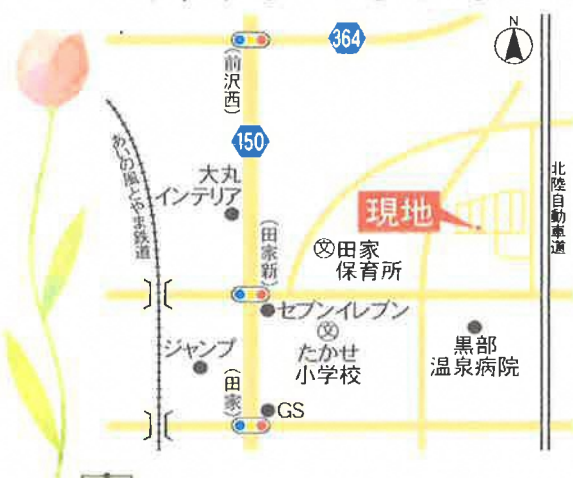 N
364
(前沢西)
150
あいの風とやま鉄道
大丸
インテリア
北陸自動車道
現地
(田家新)
文田家
保育所
セブンイレブン
文
たかせ
小学校
ジャンプ
黒部
温泉病院
(田家)
GS